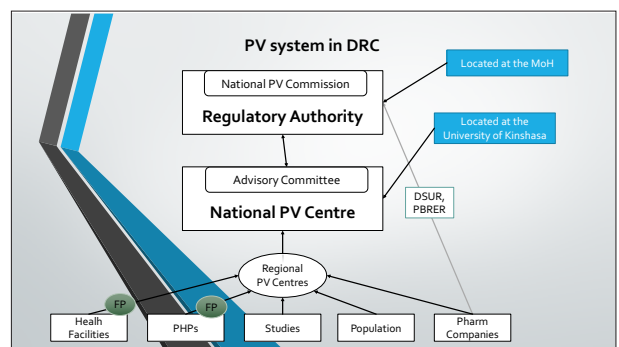 PV system in DRC
Located at the MoH
National PV Commission
Regulatory Authority
Located at the
University of Kinshasa
Advisory Committee
National PV Centre
DSUR,
PBRER
Regional
PV Centres
FP
FP
Healh
Facilities
PHPs
Studies
Population
Pharm
Companies